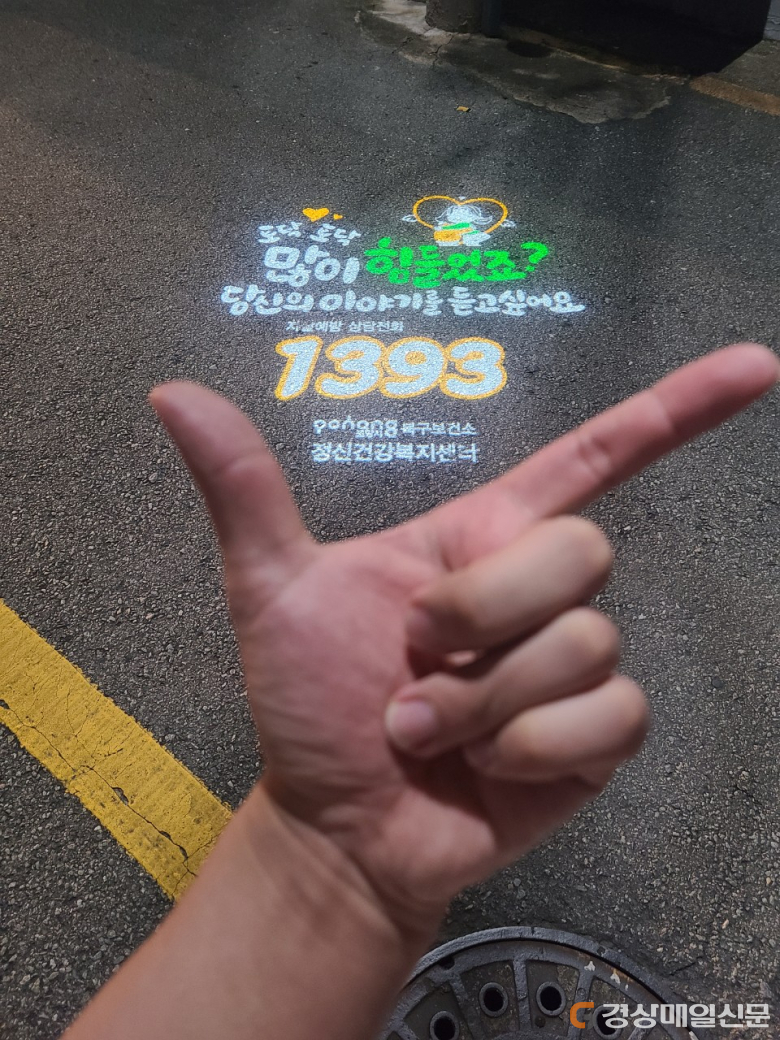 토닥 토닥
많이 힘들었죠?
당신의 이야기를 듣고싶어요
자살예방 상담전화
1393
POHANG 북구보건소
정신건강복지센터
경상매일신문